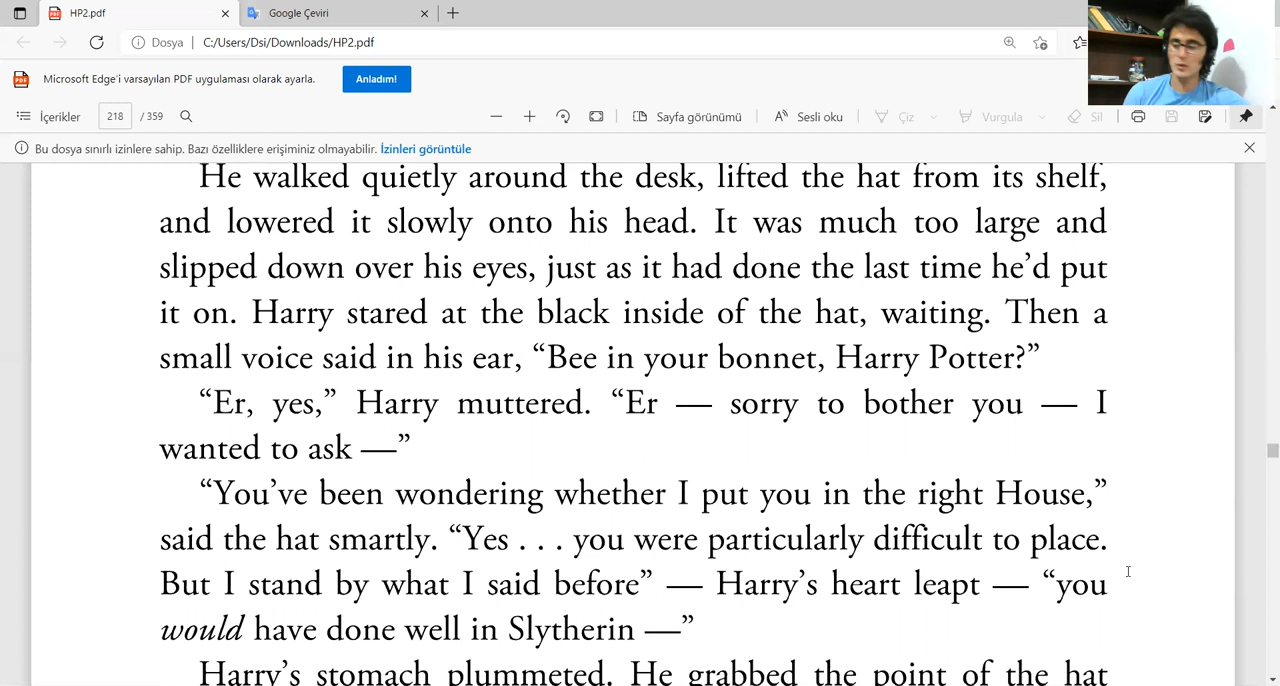 HP2.pdf
Google Çeviri
Dosya
C:/Users/Dsi/Downloads/HP2.pdf
Microsoft Edge'i varsayılan PDF uygulaması olarak ayarla.
Anladım!
İçerikler
218
/ 359
Sayfa görünümü
Sesli oku
Çiz
Vurgula
Sil
Bu dosya sınırlı izinlere sahip. Bazı özelliklere erişiminiz olmayabilir. İzinleri görüntüle
He walked quietly around the desk, lifted the hat from its shelf,
and lowered it slowly onto his head. It was much too large and
slipped down over his eyes, just as it had done the last time he’d put
it on. Harry stared at the black inside of the hat, waiting. Then a
small voice said in his ear, “Bee in your bonnet, Harry Potter?”
“Er, yes,” Harry muttered. “Er — sorry to bother you — I
wanted to ask —”
“You’ve been wondering whether I put you in the right House,”
said the hat smartly. “Yes . . . you were particularly difficult to place.
But I stand by what I said before” — Harry’s heart leapt — “you
would have done well in Slytherin —”
Harry’s stomach plummeted. He grabbed the point of the hat